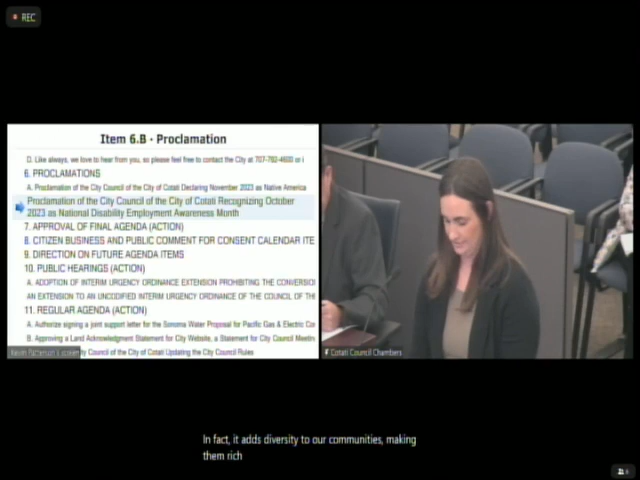 REC
Item 6.B · Proclamation
D. Like always, we love to hear from you, so please feel free to contact the City at 707-792-4600 or i
6. PROCLAMATIONS
A. Proclamation of the City Council of the City of Cotati Declaring November 2023 as Native America
Proclamation of the City Council of the City of Cotati Recognizing October
2023 as National Disability Employment Awareness Month
7. APPROVAL OF FINAL AGENDA (ACTION)
8. CITIZEN BUSINESS AND PUBLIC COMMENT FOR CONSENT CALENDAR ITE
9. DIRECTION ON FUTURE AGENDA ITEMS
10. PUBLIC HEARINGS (ACTION)
A. ADOPTION OF INTERIM URGENCY ORDINANCE EXTENSION PROHIBITING THE CONVERSIO
AN EXTENSION TO AN UNCODIFIED INTERIM URGENCY ORDINANCE OF THE COUNCIL OF TH
11. REGULAR AGENDA (ACTION)
A. Authorize signing a joint support letter for the Sonoma Water Proposal for Pacific Gas & Electric Co
B. Approving a Land Acknowledgment Statement for City Website, a Statement for City Council Meetin
by Council of the City of Cotati Updating the City Council Rules
Cotati Council Chambers
In fact, it adds diversity to our communities, making
them rich